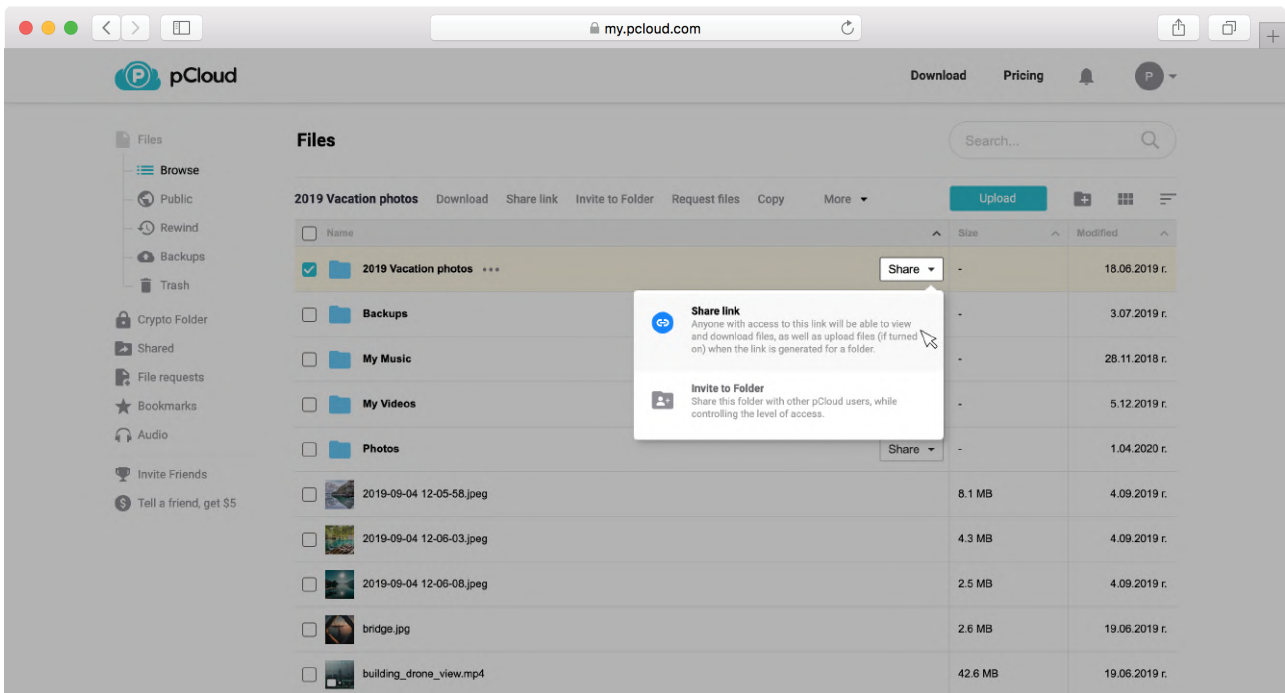 my.pcloud.com
P pCloud
Download Pricing P
Files
Browse
Public
Rewind
Backups
Trash
Crypto Folder
Shared
File requests
Bookmarks
Audio
Invite Friends
$ Tell a friend, get $5
Files
Search...
2019 Vacation photos Download Share link Invite to Folder Request files Copy More Upload
Name Size Modified
2019 Vacation photos ••• Share - 18.06.2019 г.
Share link
Anyone with access to this link will be able to view
and download files, as well as upload files (if turned
on) when the link is generated for a folder.
Invite to Folder
Share this folder with other pCloud users, while
controlling the level of access.
Backups - 3.07.2019 г.
My Music - 28.11.2018 г.
My Videos - 5.12.2019 г.
Photos Share - 1.04.2020 г.
2019-09-04 12-05-58.jpeg 8.1 MB 4.09.2019 г.
2019-09-04 12-06-03.jpeg 4.3 MB 4.09.2019 г.
2019-09-04 12-06-08.jpeg 2.5 MB 4.09.2019 г.
bridge.jpg 2.6 MB 19.06.2019 г.
building_drone_view.mp4 42.6 MB 19.06.2019 г.